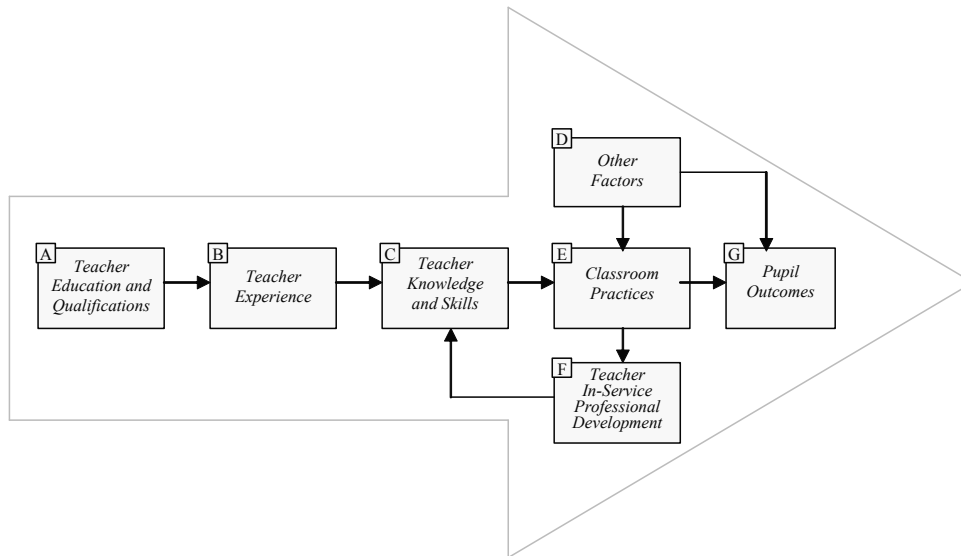 D
Other
Factors
A
Teacher
Education and
Qualifications
B
Teacher
Experience
C
Teacher
Knowledge
and Skills
E
Classroom
Practices
G
Pupil
Outcomes
F
Teacher
In-Service
Professional
Development